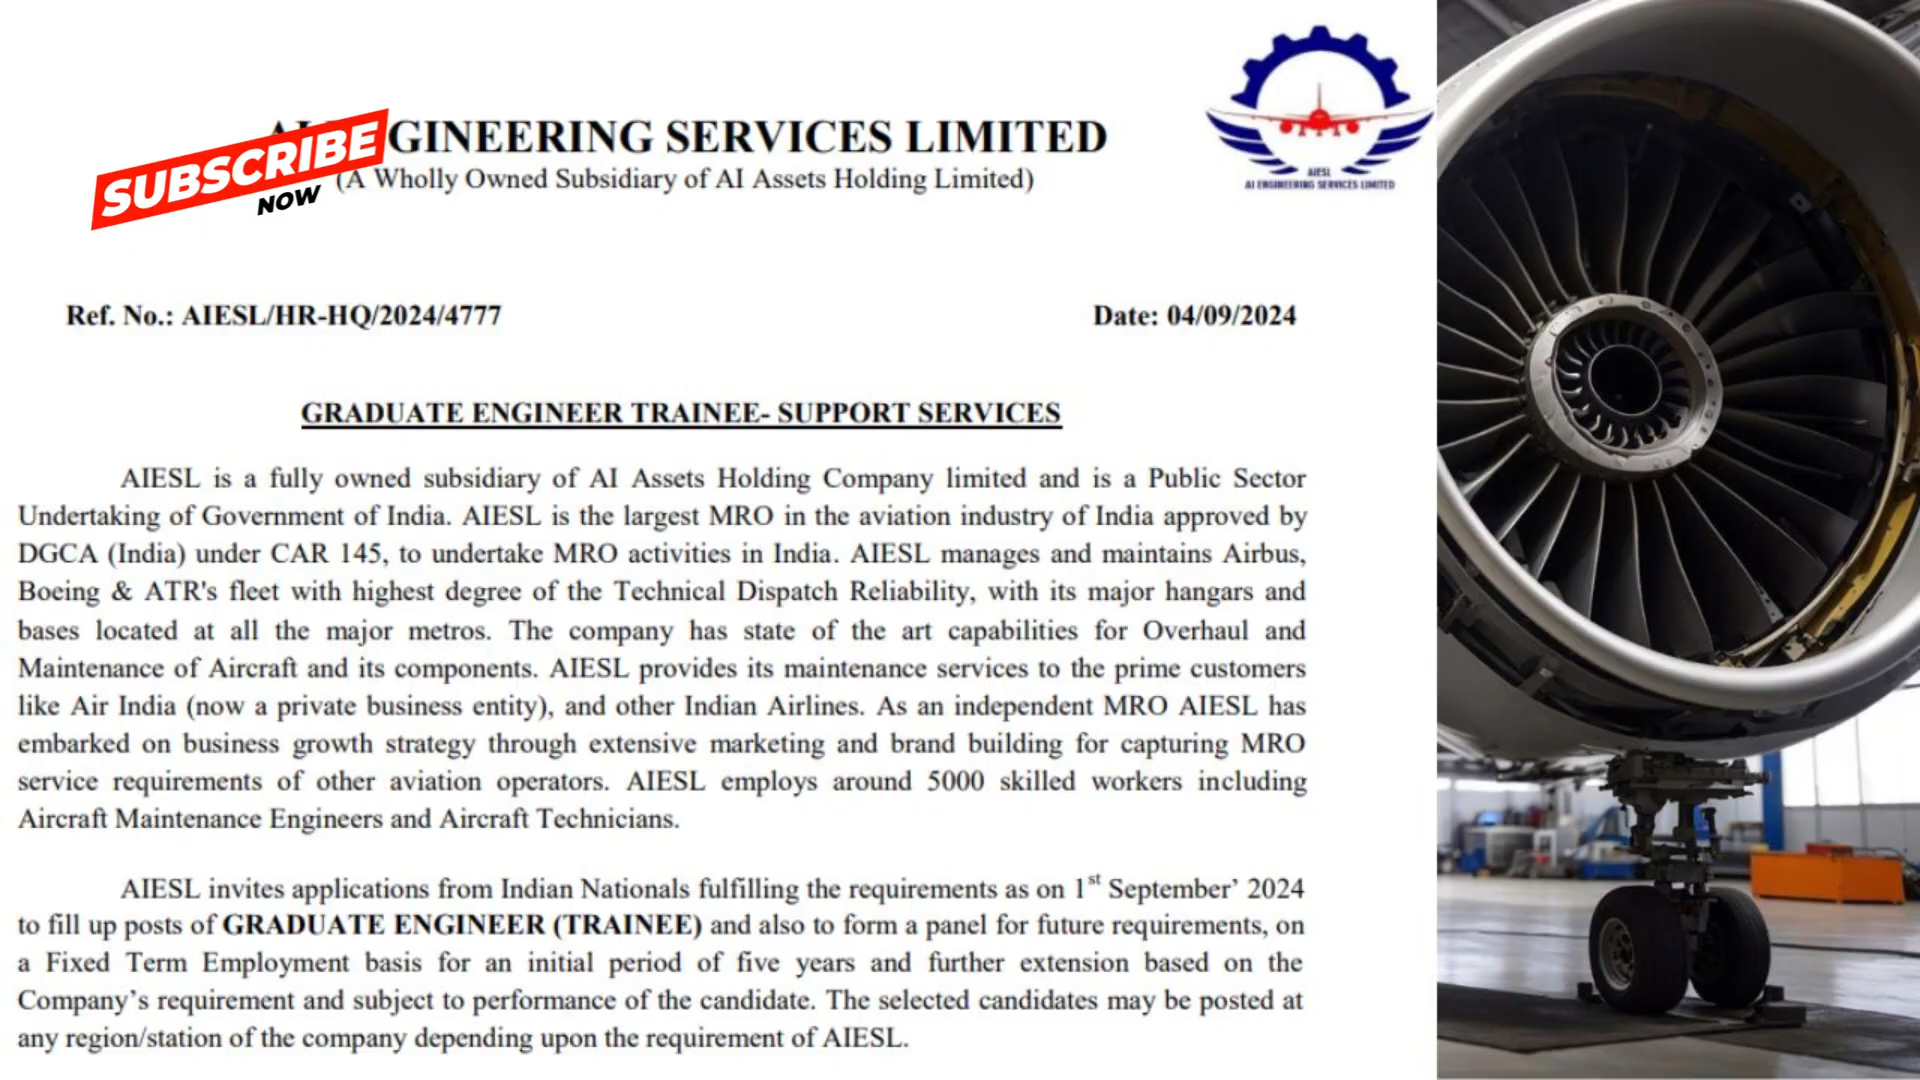 GINEERING SERVICES LIMITED
SUBSCRIBE
NOW
(A Wholly Owned Subsidiary of AI Assets Holding Limited)
AIESL
AI ENGINEERING SERVICES LIMITED
Ref. No.: AIESL/HR-HQ/2024/4777
Date: 04/09/2024
GRADUATE ENGINEER TRAINEE- SUPPORT SERVICES
AIESL is a fully owned subsidiary of AI Assets Holding Company limited and is a Public Sector
Undertaking of Government of India. AIESL is the largest MRO in the aviation industry of India approved by
DGCA (India) under CAR 145, to undertake MRO activities in India. AIESL manages and maintains Airbus,
Boeing & ATR's fleet with highest degree of the Technical Dispatch Reliability, with its major hangars and
bases located at all the major metros. The company has state of the art capabilities for Overhaul and
Maintenance of Aircraft and its components. AIESL provides its maintenance services to the prime customers
like Air India (now a private business entity), and other Indian Airlines. As an independent MRO AIESL has
embarked on business growth strategy through extensive marketing and brand building for capturing MRO
service requirements of other aviation operators. AIESL employs around 5000 skilled workers including
Aircraft Maintenance Engineers and Aircraft Technicians.
AIESL invites applications from Indian Nationals fulfilling the requirements as on 1st September’ 2024
to fill up posts of GRADUATE ENGINEER (TRAINEE) and also to form a panel for future requirements, on
a Fixed Term Employment basis for an initial period of five years and further extension based on the
Company’s requirement and subject to performance of the candidate. The selected candidates may be posted at
any region/station of the company depending upon the requirement of AIESL.